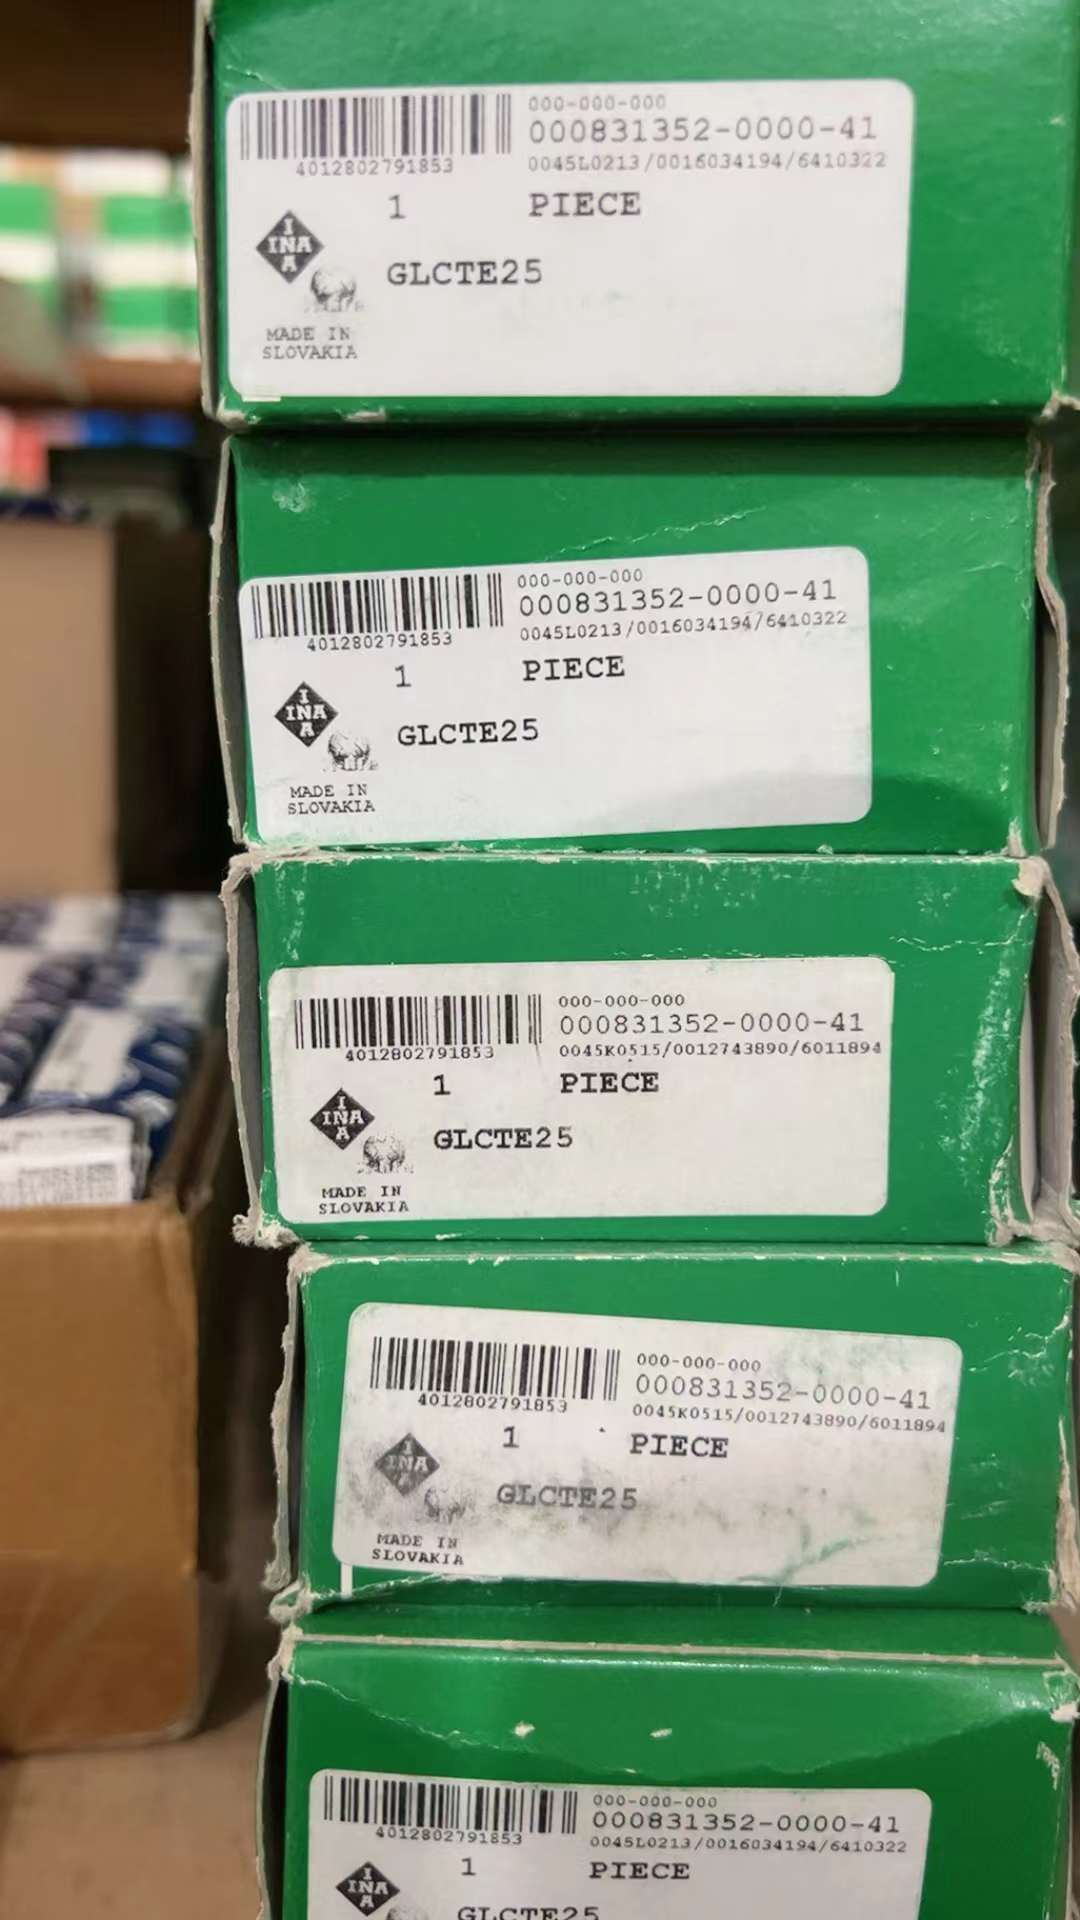 000-000-000
000831352-0000-41
4012802791853
0045L0213/0016034194/6410322
1 PIECE
I
INA
A
GLCTE25
MADE IN
SLOVAKIA
000-000-000
000831352-0000-41
4012802791853
0045L0213/0016034194/6410322
1 PIECE
I
INA
A
GLCTE25
MADE IN
SLOVAKIA
000-000-000
000831352-0000-41
4012802791853
0045K0515/0012743890/6011894
1 PIECE
I
INA
A
GLCTE25
MADE IN
SLOVAKIA
000-000-000
000831352-0000-41
4012802791853
0045K0515/0012743890/6011894
1 PIECE
I
INA
A
GLCTE25
MADE IN
SLOVAKIA
000-000-000
000831352-0000-41
4012802791853
0045L0213/0016034194/6410322
1 PIECE
I
INA
A
GLCTE25